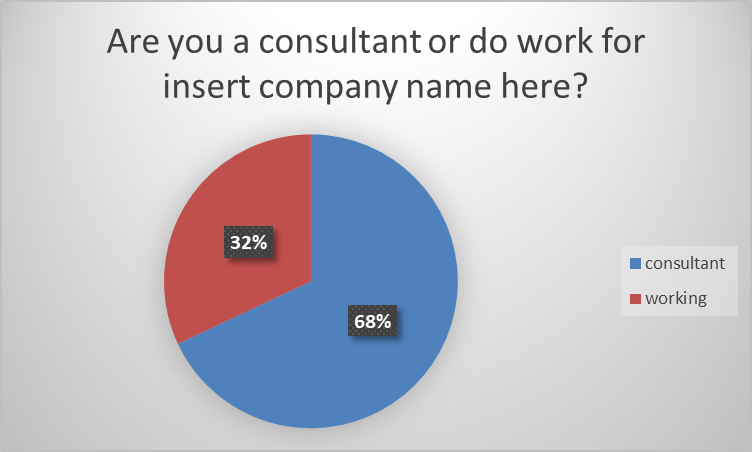 Are you a consultant or do work for
insert company name here?
32%
68%
consultant
working